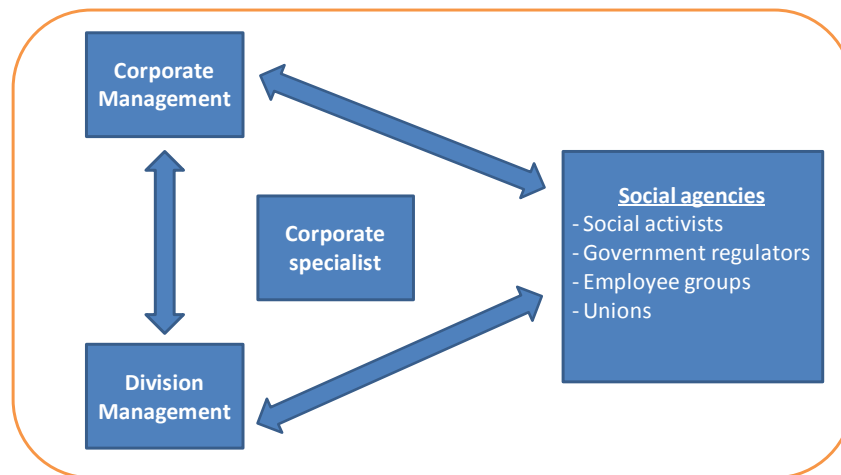 Corporate
Management
Social agencies
- Social activists
- Government regulators
- Employee groups
- Unions
Corporate
specialist
Division
Management